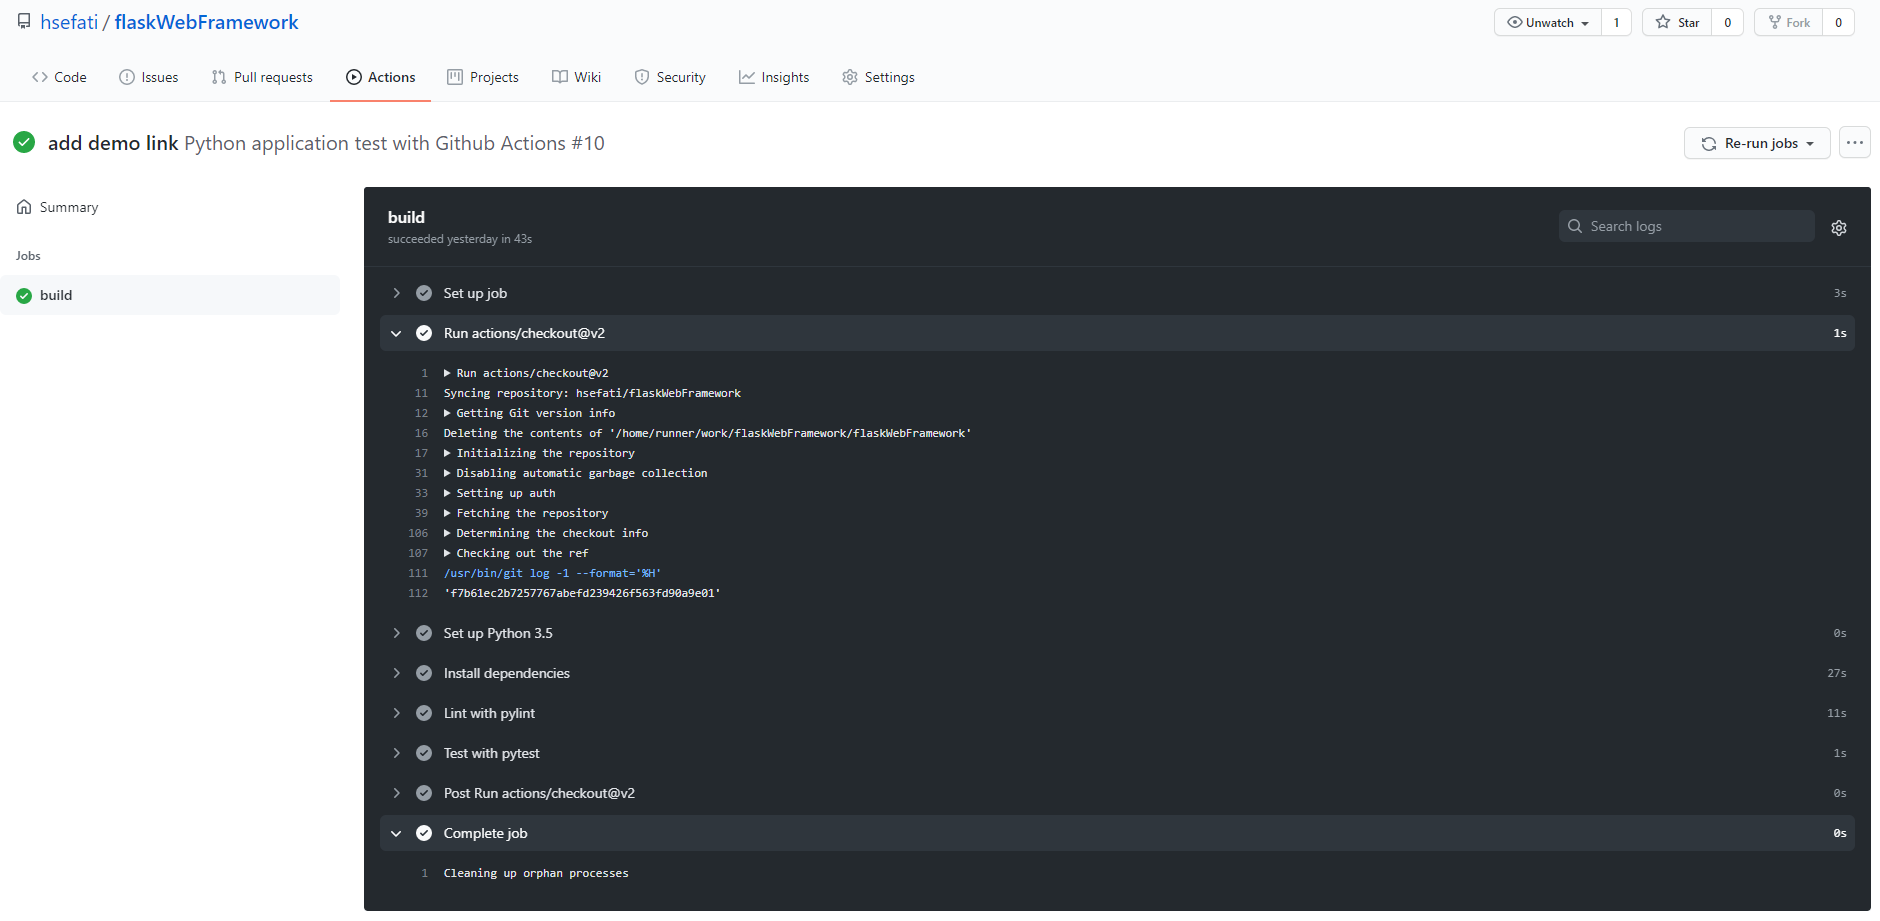 hsefati / flaskWebFramework
Unwatch 1 Star 0 Fork 0
Code Issues Pull requests Actions Projects Wiki Security Insights Settings
add demo link Python application test with Github Actions #10
Re-run jobs
Summary
Jobs
build
build
succeeded yesterday in 43s
Search logs
Set up job 3s
Run actions/checkout@v2 1s
1 Run actions/checkout@v2
11 Syncing repository: hsefati/flaskWebFramework
12 Getting Git version info
16 Deleting the contents of '/home/runner/work/flaskWebFramework/flaskWebFramework'
17 Initializing the repository
31 Disabling automatic garbage collection
33 Setting up auth
39 Fetching the repository
106 Determining the checkout info
107 Checking out the ref
111 /usr/bin/git log -1 --format='%H'
112 'f7b61ec2b7257767abefd239426f563fd90a9e01'
Set up Python 3.5 0s
Install dependencies 27s
Lint with pylint 11s
Test with pytest 1s
Post Run actions/checkout@v2 0s
Complete job 0s
1 Cleaning up orphan processes